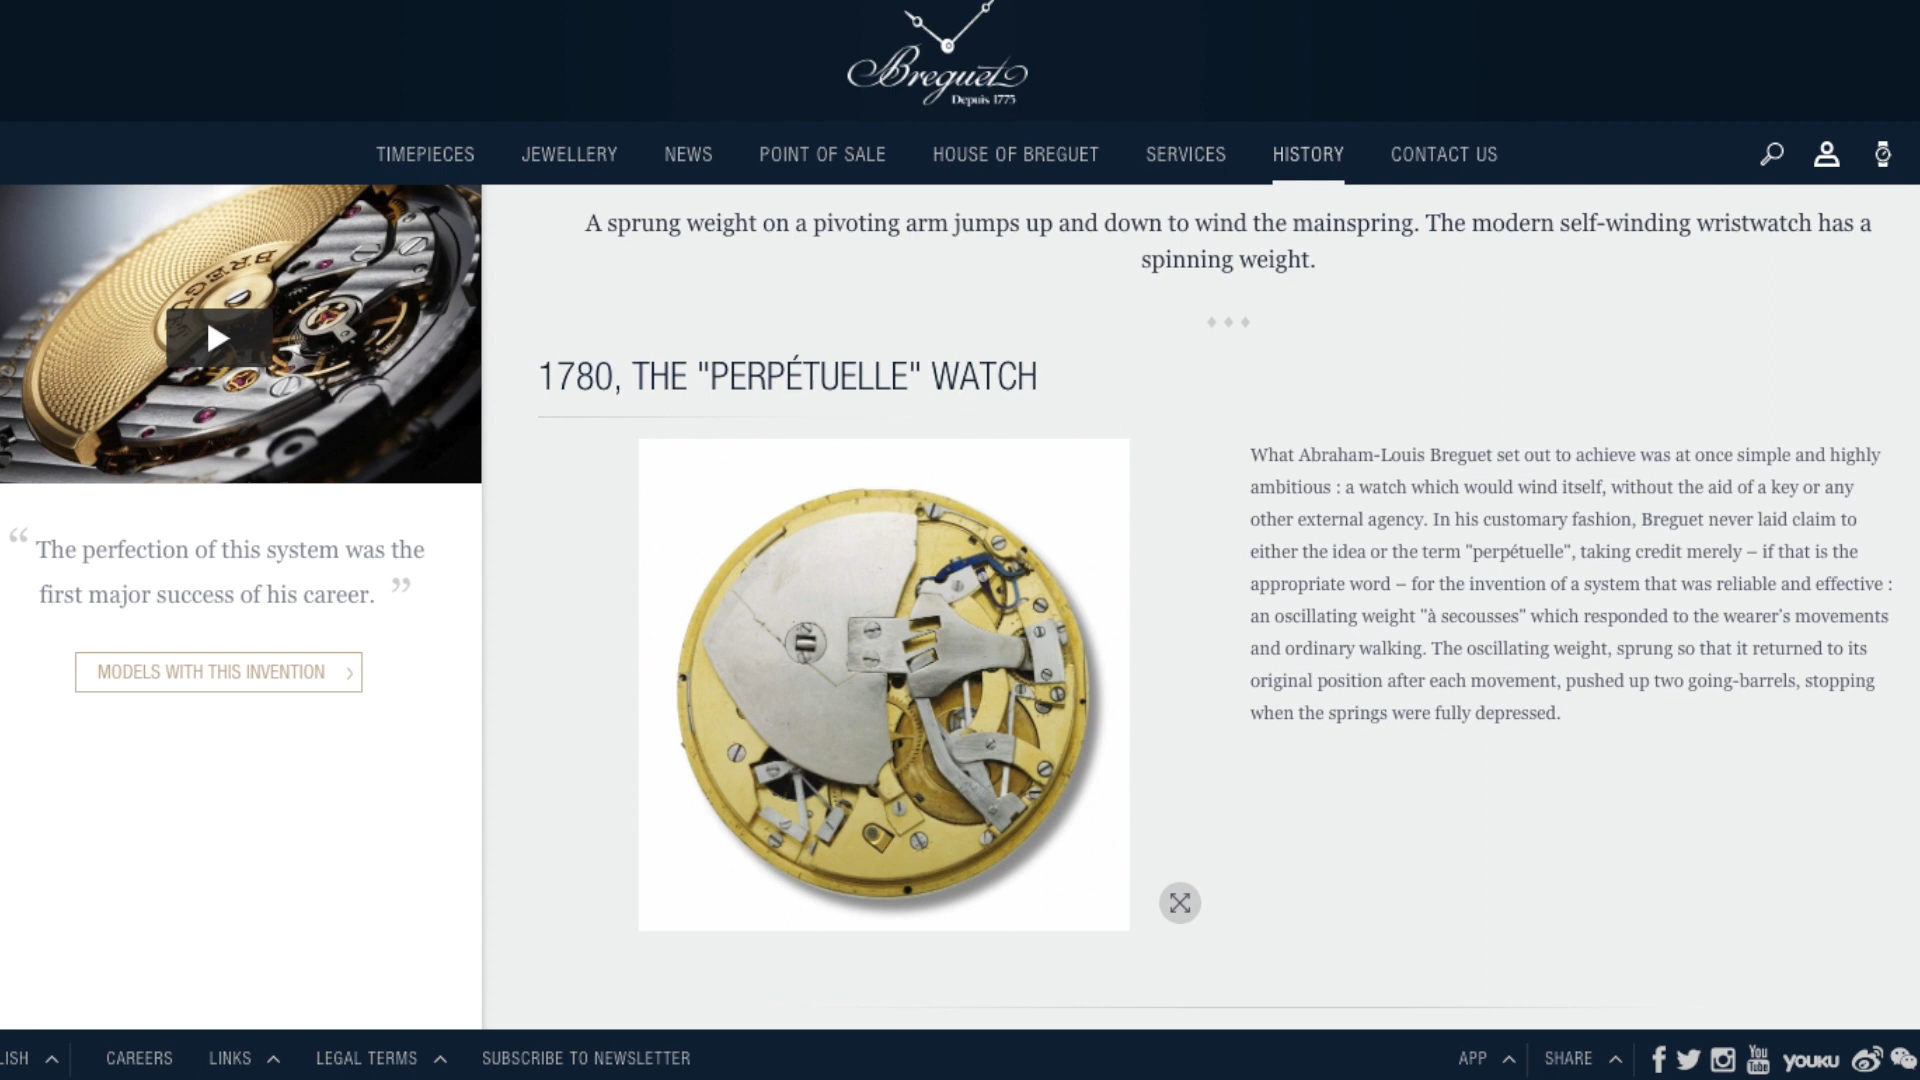 Breguet
Depuis 1775
TIMEPIECES JEWELLERY NEWS POINT OF SALE HOUSE OF BREGUET SERVICES HISTORY CONTACT US
A sprung weight on a pivoting arm jumps up and down to wind the mainspring. The modern self-winding wristwatch has a
spinning weight.
BREGUE
“ The perfection of this system was the
first major success of his career. ”
MODELS WITH THIS INVENTION
1780, THE "PERPÉTUELLE" WATCH
What Abraham-Louis Breguet set out to achieve was at once simple and highly
ambitious : a watch which would wind itself, without the aid of a key or any
other external agency. In his customary fashion, Breguet never laid claim to
either the idea or the term "perpétuelle", taking credit merely – if that is the
appropriate word – for the invention of a system that was reliable and effective :
an oscillating weight "à secousses" which responded to the wearer's movements
and ordinary walking. The oscillating weight, sprung so that it returned to its
original position after each movement, pushed up two going-barrels, stopping
when the springs were fully depressed.
LISH CAREERS LINKS LEGAL TERMS SUBSCRIBE TO NEWSLETTER APP SHARE You Tube YOUKU